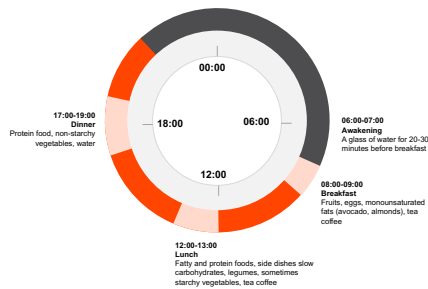 00:00
06:00
12:00
18:00
06:00-07:00
Awakening
A glass of water for 20-30
minutes before breakfast
08:00-09:00
Breakfast
Fruits, eggs, monounsaturated
fats (avocado, almonds), tea
coffee
12:00-13:00
Lunch
Fatty and protein foods, side dishes slow
carbohydrates, legumes, sometimes
starchy vegetables, tea coffee
17:00-19:00
Dinner
Protein food, non-starchy
vegetables, water